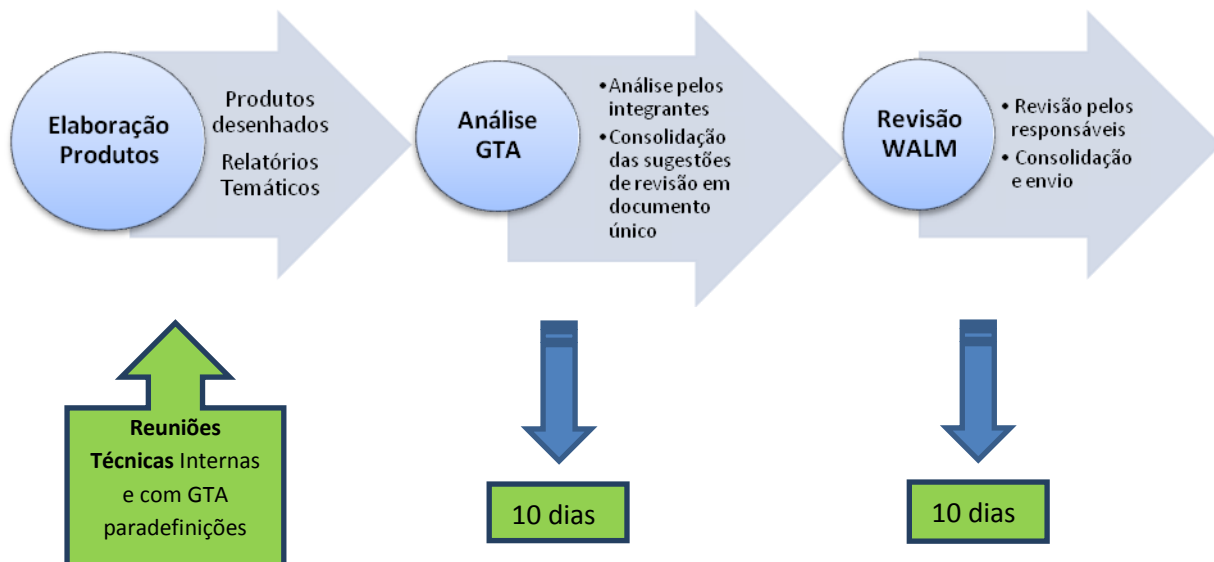 Elaboração
Produtos
Produtos
desenhados
Relatórios
Temáticos
Análise
GTA
•Análise pelos
integrantes
•Consolidação
das sugestões
de revisão em
documento
único
Revisão
WALM
• Revisão pelos
responsáveis
• Consolidação
e envio
Reuniões
Técnicas Internas
e com GTA
paradefinições
10 dias
10 dias